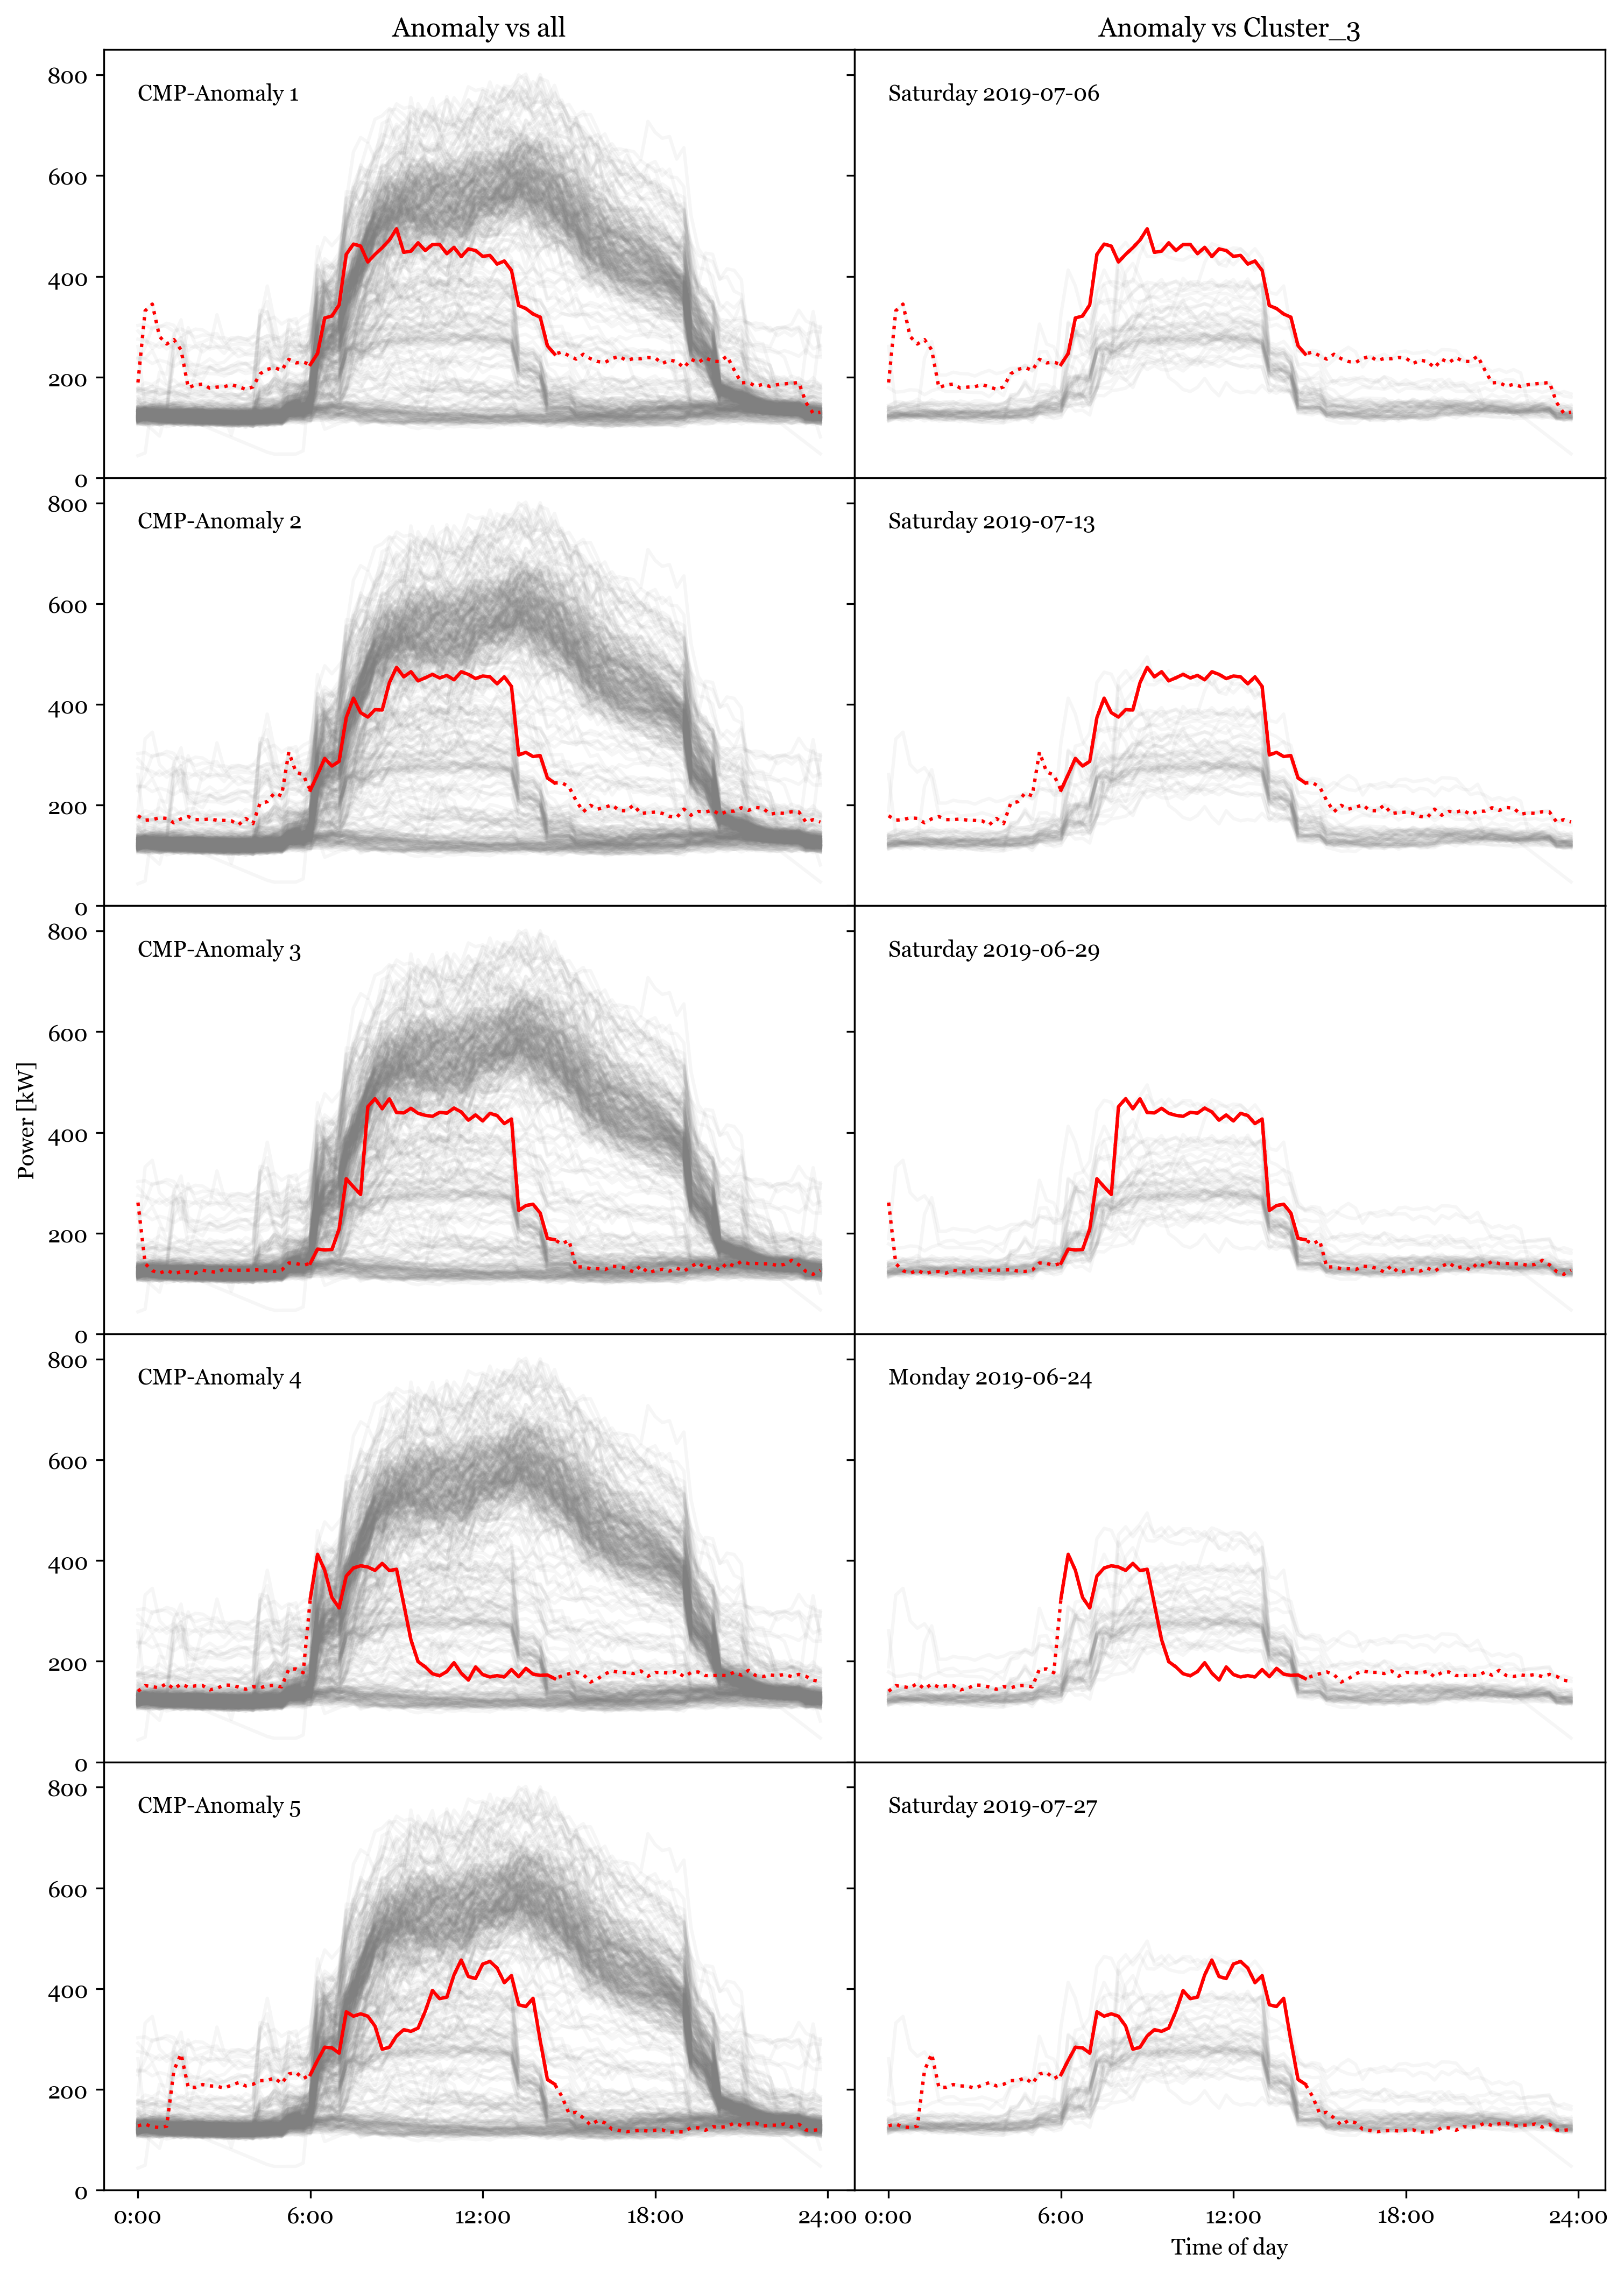 Anomaly vs all
Anomaly vs Cluster_3
800
600
400
200
0
CMP-Anomaly 1
Saturday 2019-07-06
800
600
400
200
0
CMP-Anomaly 2
Saturday 2019-07-13
800
600
400
200
0
CMP-Anomaly 3
Saturday 2019-06-29
Power [kW]
800
600
400
200
0
CMP-Anomaly 4
Monday 2019-06-24
800
600
400
200
0
CMP-Anomaly 5
Saturday 2019-07-27
0:00 6:00 12:00 18:00 24:00
0:00 6:00 12:00 18:00 24:00
Time of day